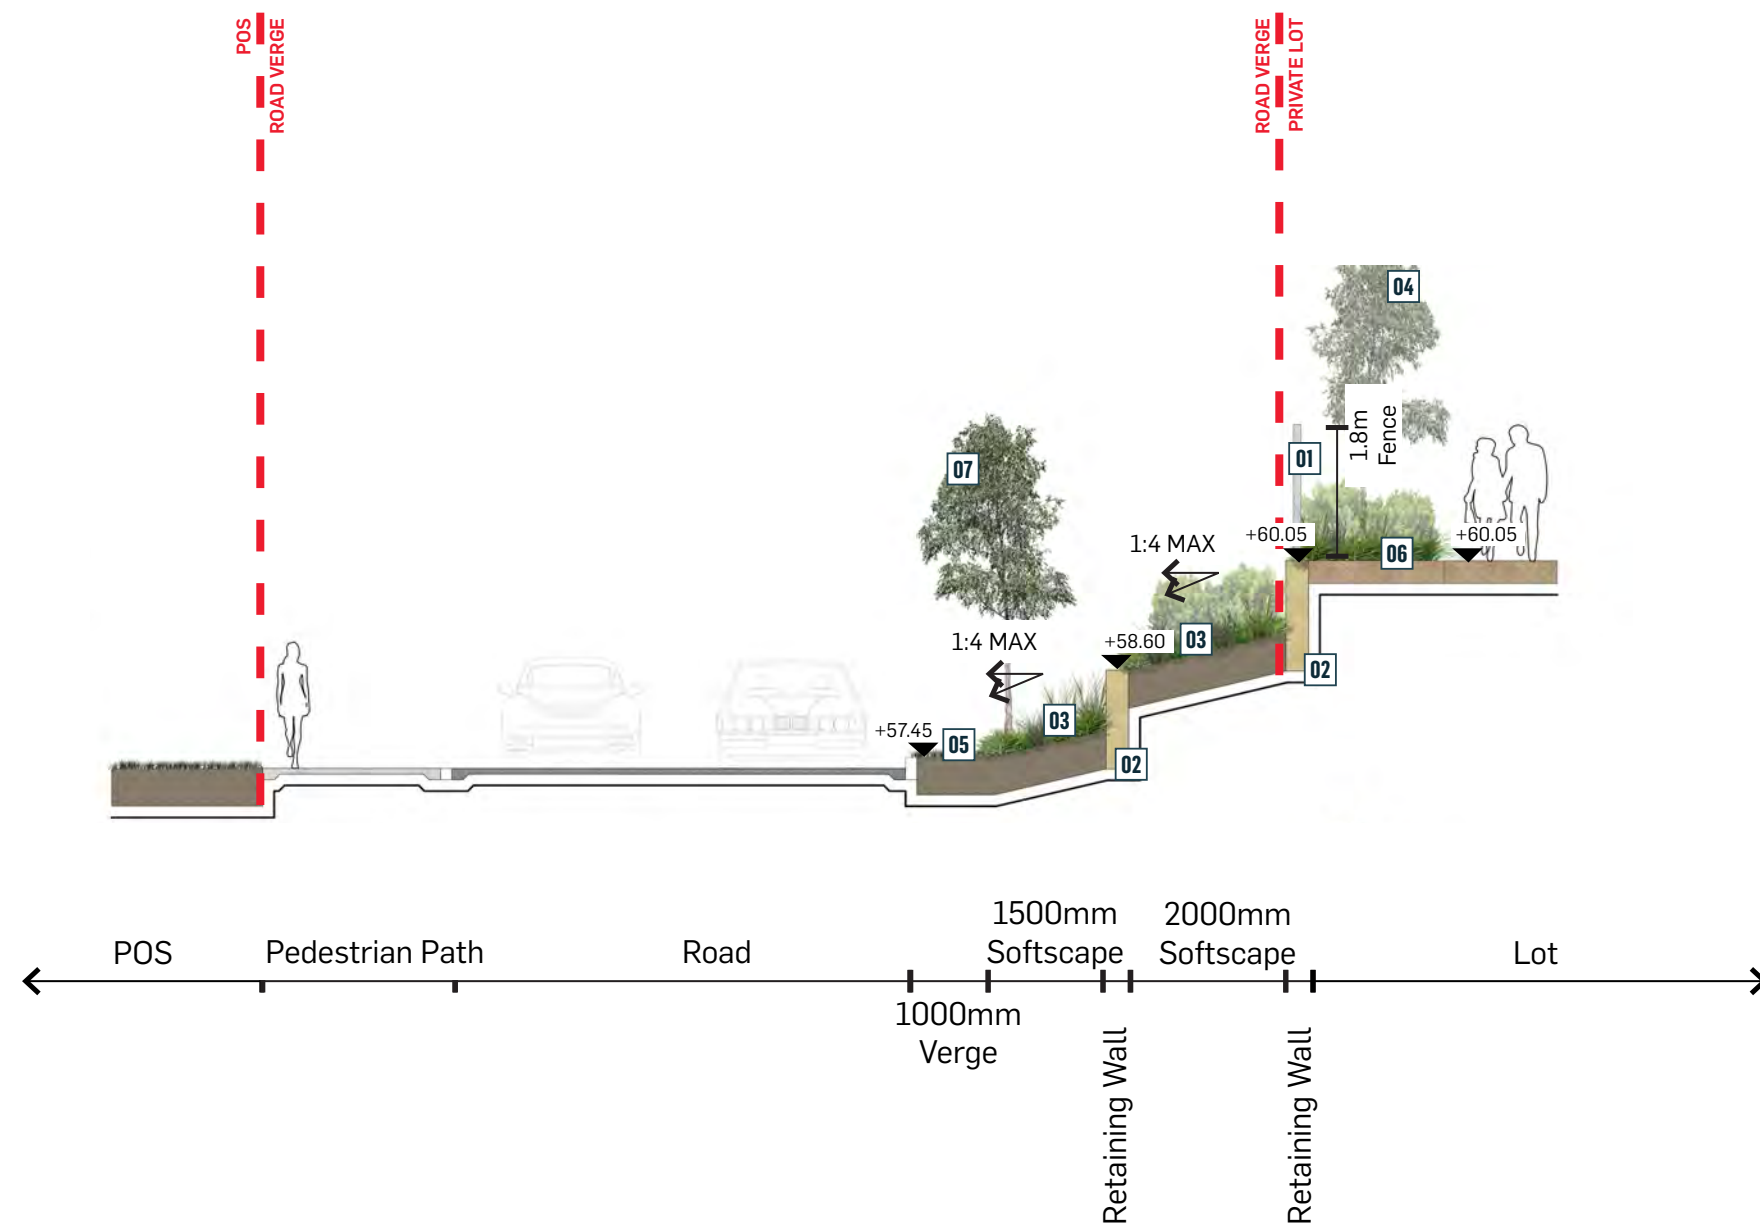 POS
ROAD VERGE
ROAD VERGE
PRIVATE LOT
04
1.8m
Fence
01
07
+60.05
+60.05
1:4 MAX
06
1:4 MAX
+58.60
03
02
+57.45
05
03
02
POS
Pedestrian Path
Road
1500mm
Softscape
2000mm
Softscape
Lot
1000mm
Verge
Retaining Wall
Retaining Wall